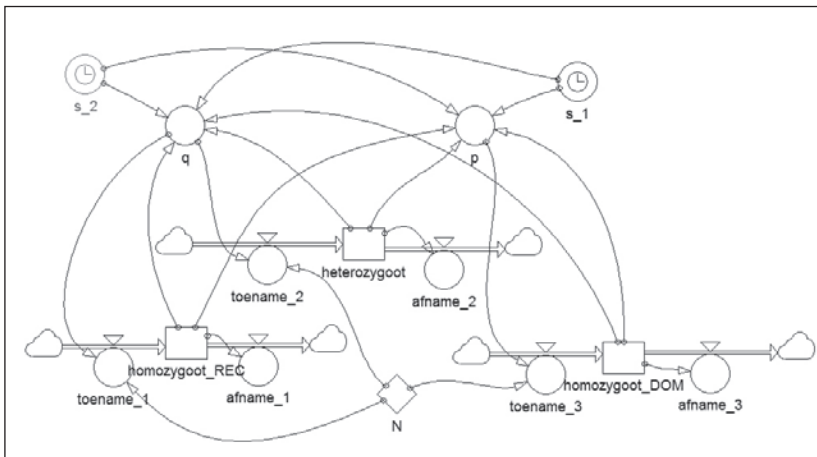 s_2
s_1
q
p
heterozygoot
toename_2
afname_2
homozygoot_REC
toename_1
afname_1
homozygoot_DOM
toename_3
afname_3
N